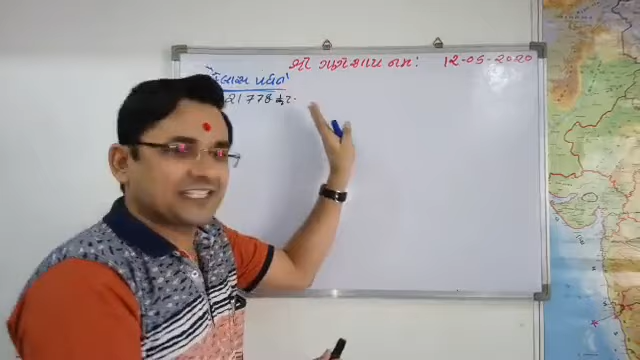 શ્રી ગણેશાય નમ: 12-05-2020
'કૈલાસ પર્વત'
21778 ફૂટ.